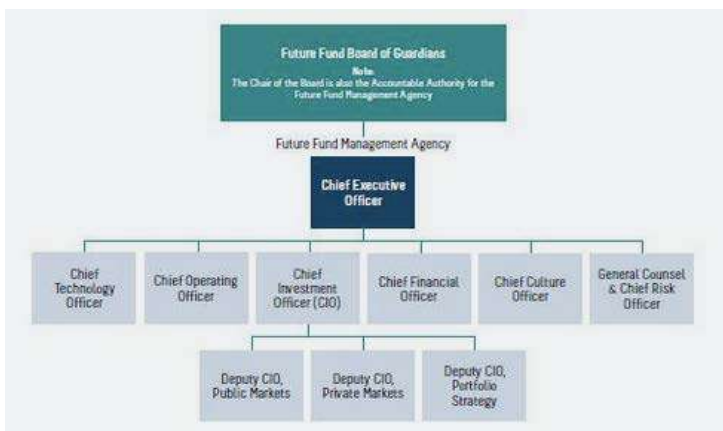 Future Fund Board of Guardians
Note:
The Chair of the Board is also the Accountable Authority for the
Future Fund Management Agency
Future Fund Management Agency
Chief Executive
Officer
Chief
Technology
Officer
Chief Operating
Officer
Chief
Investment
Officer (CIO)
Chief Financial
Officer
Chief Culture
Officer
General Counsel
& Chief Risk
Officer
Deputy CIO,
Public Markets
Deputy CIO,
Private Markets
Deputy CIO,
Portfolio
Strategy